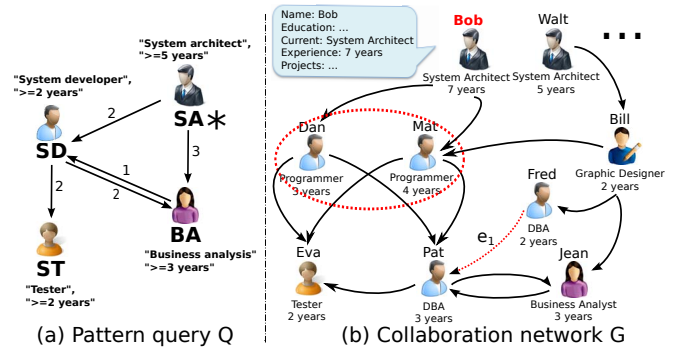 "System architect",
">=5 years"
"System developer",
">=2 years"
2
SA*
SD
3
1
2
2
BA
ST
"Business analysis"
">=3 years"
"Tester",
">=2 years"
(a) Pattern query Q
Name: Bob
Education: ...
Current: System Architect
Experience: 7 years
Projects: ...
Bob
Walt
...
System Architect
7 years
System Architect
5 years
Bill
Dan
Mat
Programmer
3 years
Programmer
4 years
Graphic Designer
2 years
Fred
DBA
2 years
e1
Eva
Pat
Jean
Tester
2 years
DBA
3 years
Business Analyst
3 years
(b) Collaboration network G